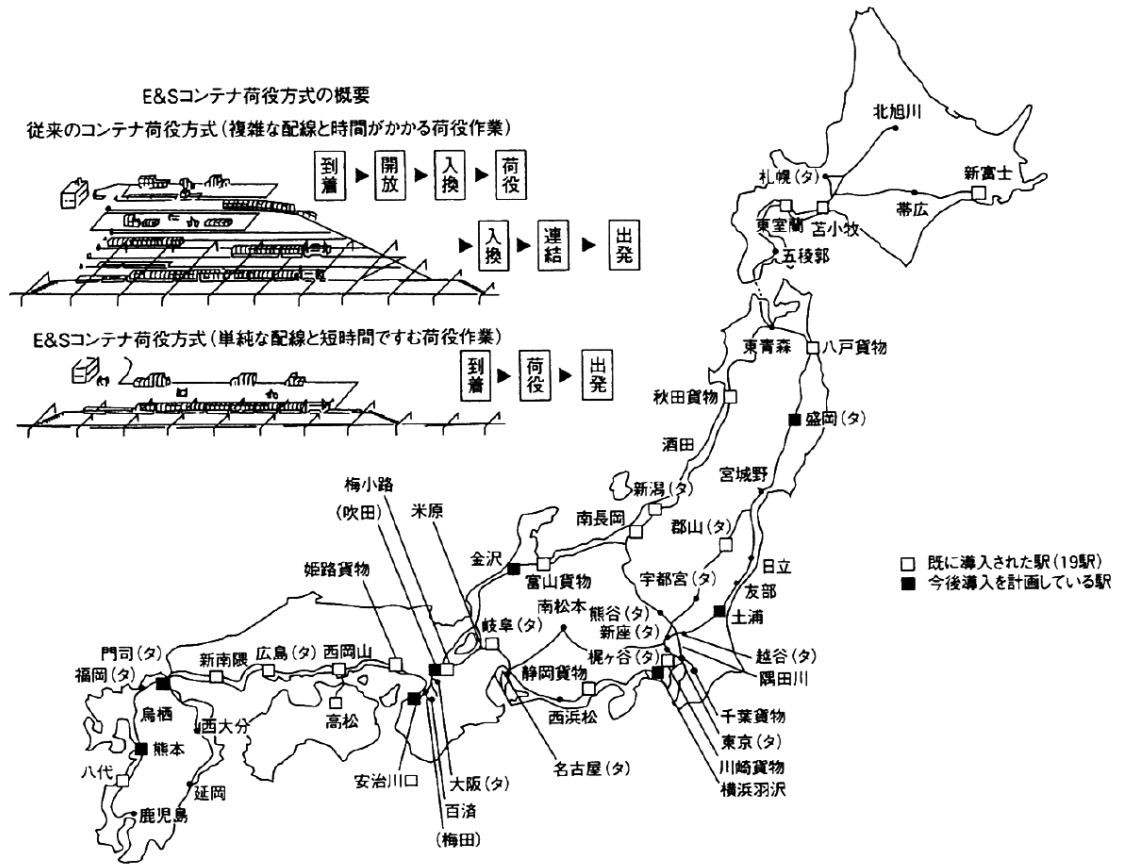 E&Sコンテナ荷役方式の概要
従来のコンテナ荷役方式(複雑な配線と時間がかかる荷役作業)
到着
開放
入換
荷役
入換
連結
出発
E&Sコンテナ荷役方式(単純な配線と短時間ですむ荷役作業)
到着
荷役
出発
北旭川
札幌(タ)
新富士
帯広
東室蘭
苫小牧
五稜郭
東青森
八戸貨物
秋田貨物
盛岡(タ)
酒田
宮城野
新潟(タ)
南長岡
郡山(タ)
梅小路
(吹田)
米原
金沢
富山貨物
姫路貨物
宇都宮(タ)
日立
友部
土浦
□ 既に導入された駅(19駅)
■ 今後導入を計画している駅
南松本
熊谷(タ)
新座(タ)
岐阜(タ)
梶ヶ谷(タ)
越谷(タ)
隅田川
門司(タ)
福岡(タ)
新南隈
広島(タ)
西岡山
静岡貨物
西浜松
鳥栖
高松
西大分
熊本
千葉貨物
東京(タ)
川崎貨物
横浜羽沢
八代
安治川口
大阪(タ)
名古屋(タ)
百済
(梅田)
延岡
鹿児島